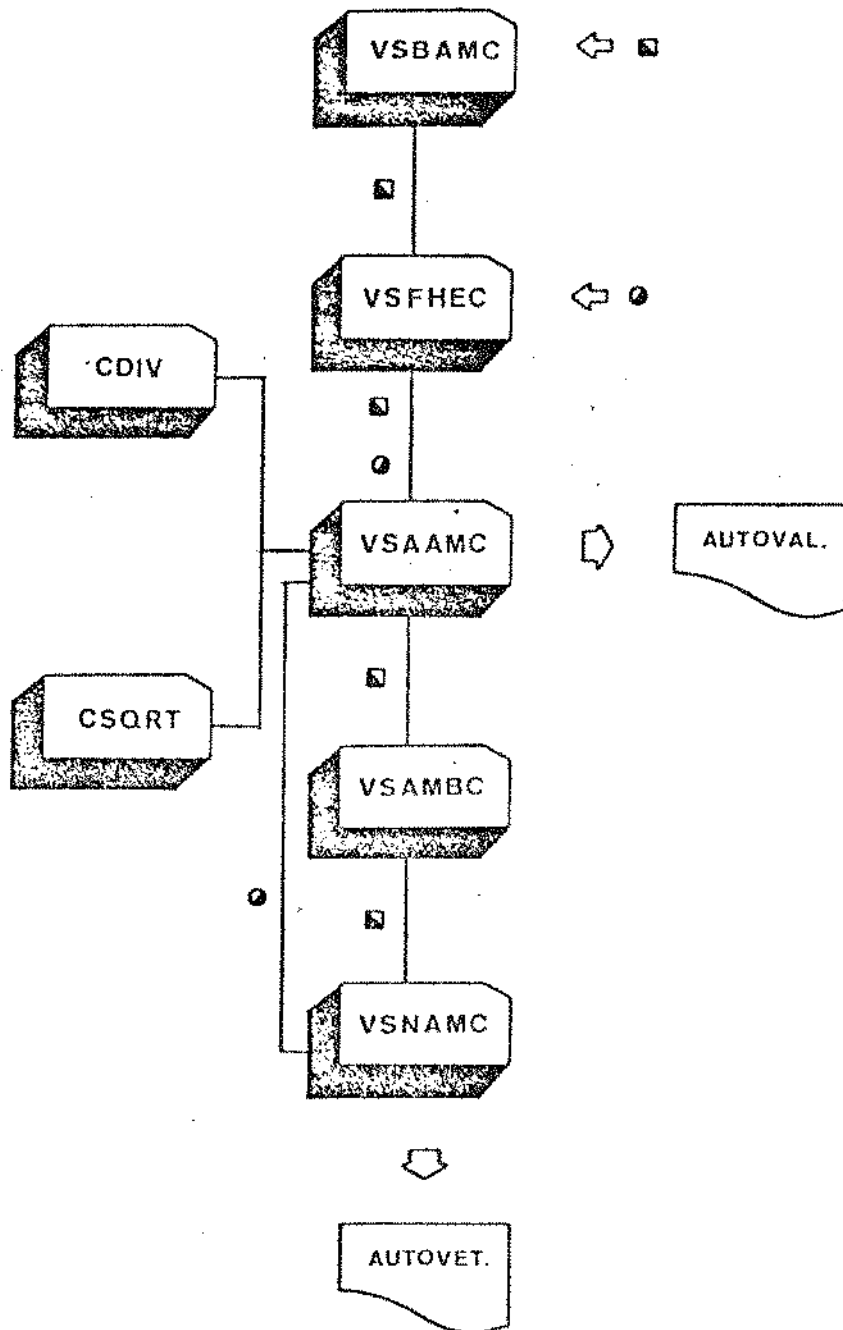 VSBAMC
VSFHEC
CDIV
VSAAMC
AUTOVAL.
CSQRT
VSAMBC
VSNAMC
AUTOVET.